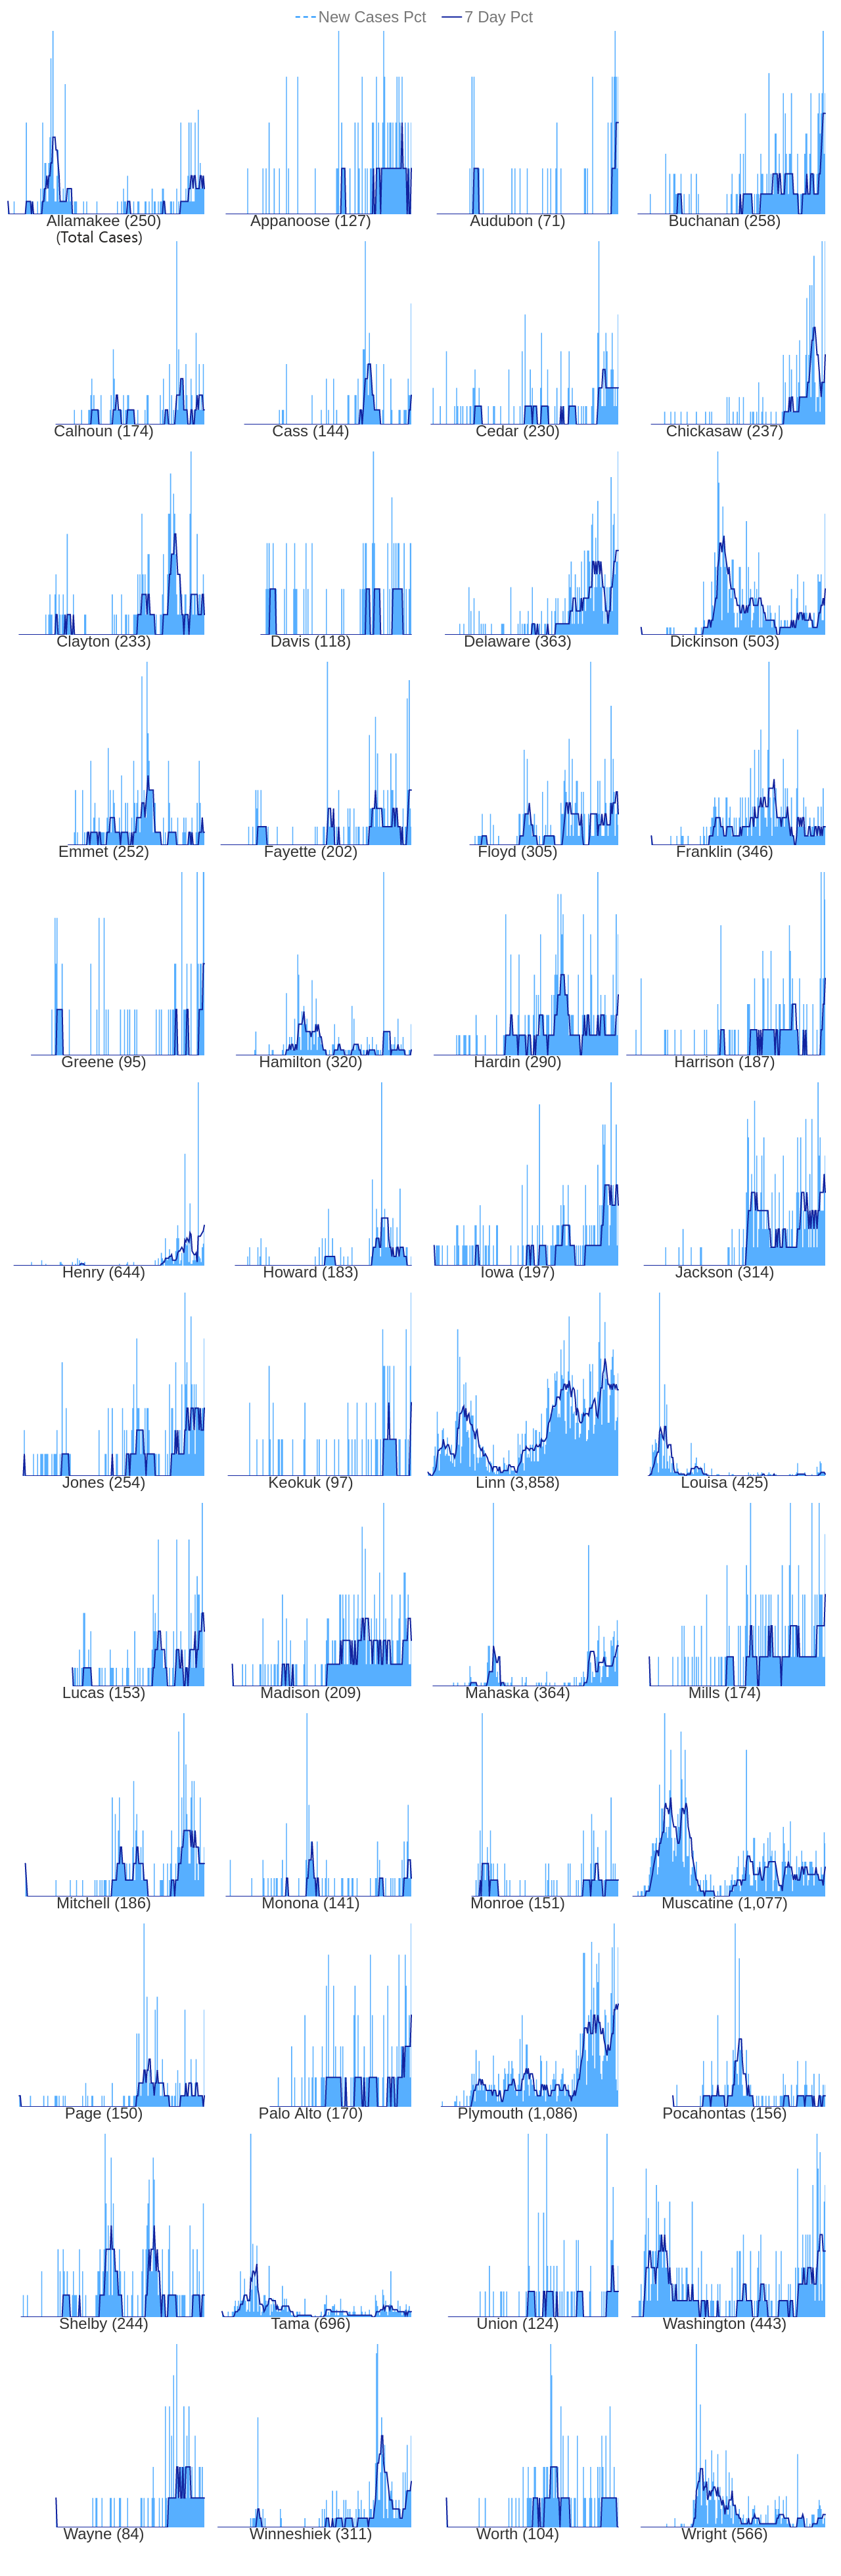 New Cases Pct 7 Day Pct
Allamakee (250) Appanoose (127) Audubon (71) Buchanan (258)
(Total Cases)
Calhoun (174) Cass (144) Cedar (230) Chickasaw (237)
Clayton (233) Davis (118) Delaware (363) Dickinson (503)
Emmet (252) Fayette (202) Floyd (305) Franklin (346)
Greene (95) Hamilton (320) Hardin (290) Harrison (187)
Henry (644) Howard (183) Iowa (197) Jackson (314)
Jones (254) Keokuk (97) Linn (3,858) Louisa (425)
Lucas (153) Madison (209) Mahaska (364) Mills (174)
Mitchell (186) Monona (141) Monroe (151) Muscatine (1,077)
Page (150) Palo Alto (170) Plymouth (1,086) Pocahontas (156)
Shelby (244) Tama (696) Union (124) Washington (443)
Wayne (84) Winneshiek (311) Worth (104) Wright (566)